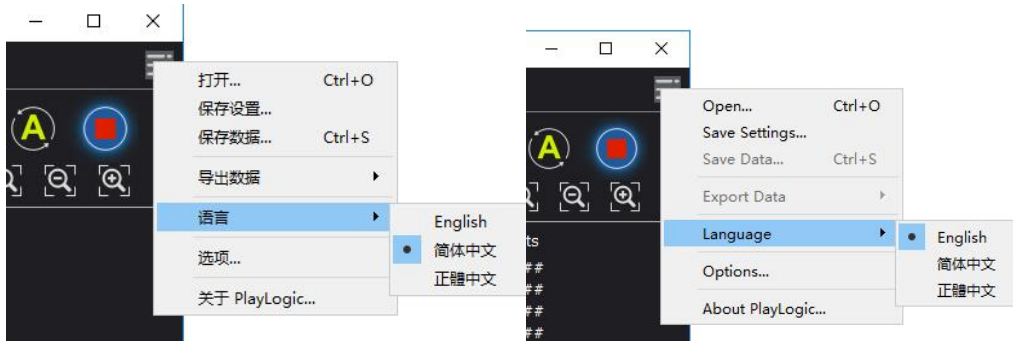 A
打开... Ctrl+O
保存设置...
保存数据... Ctrl+S
导出数据
语言
English
简体中文
正體中文
选项...
关于 PlayLogic...
A
Open... Ctrl+O
Save Settings...
Save Data... Ctrl+S
Export Data
Language
English
简体中文
正體中文
Options...
About PlayLogic...
ts
##
##
##
##